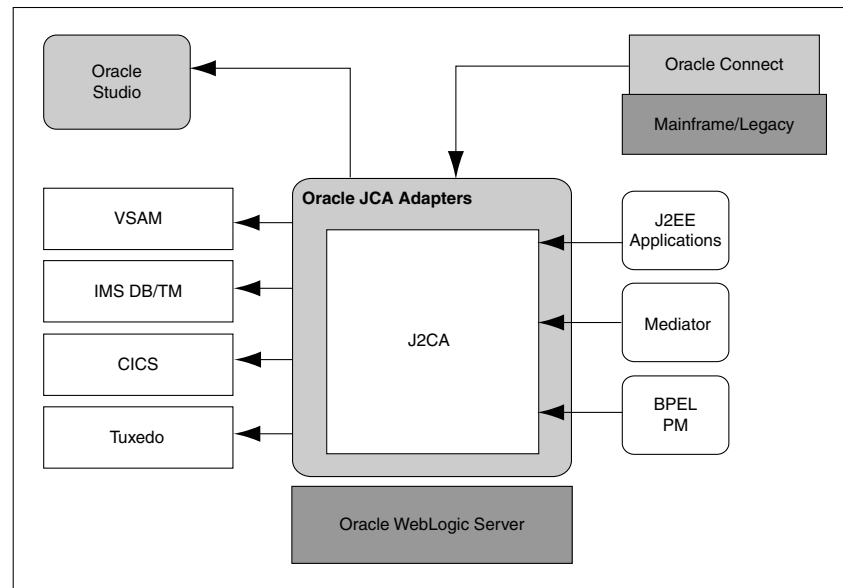 Oracle
Studio
Oracle Connect
Mainframe/Legacy
Oracle JCA Adapters
VSAM
IMS DB/TM
CICS
Tuxedo
J2CA
J2EE
Applications
Mediator
BPEL
PM
Oracle WebLogic Server